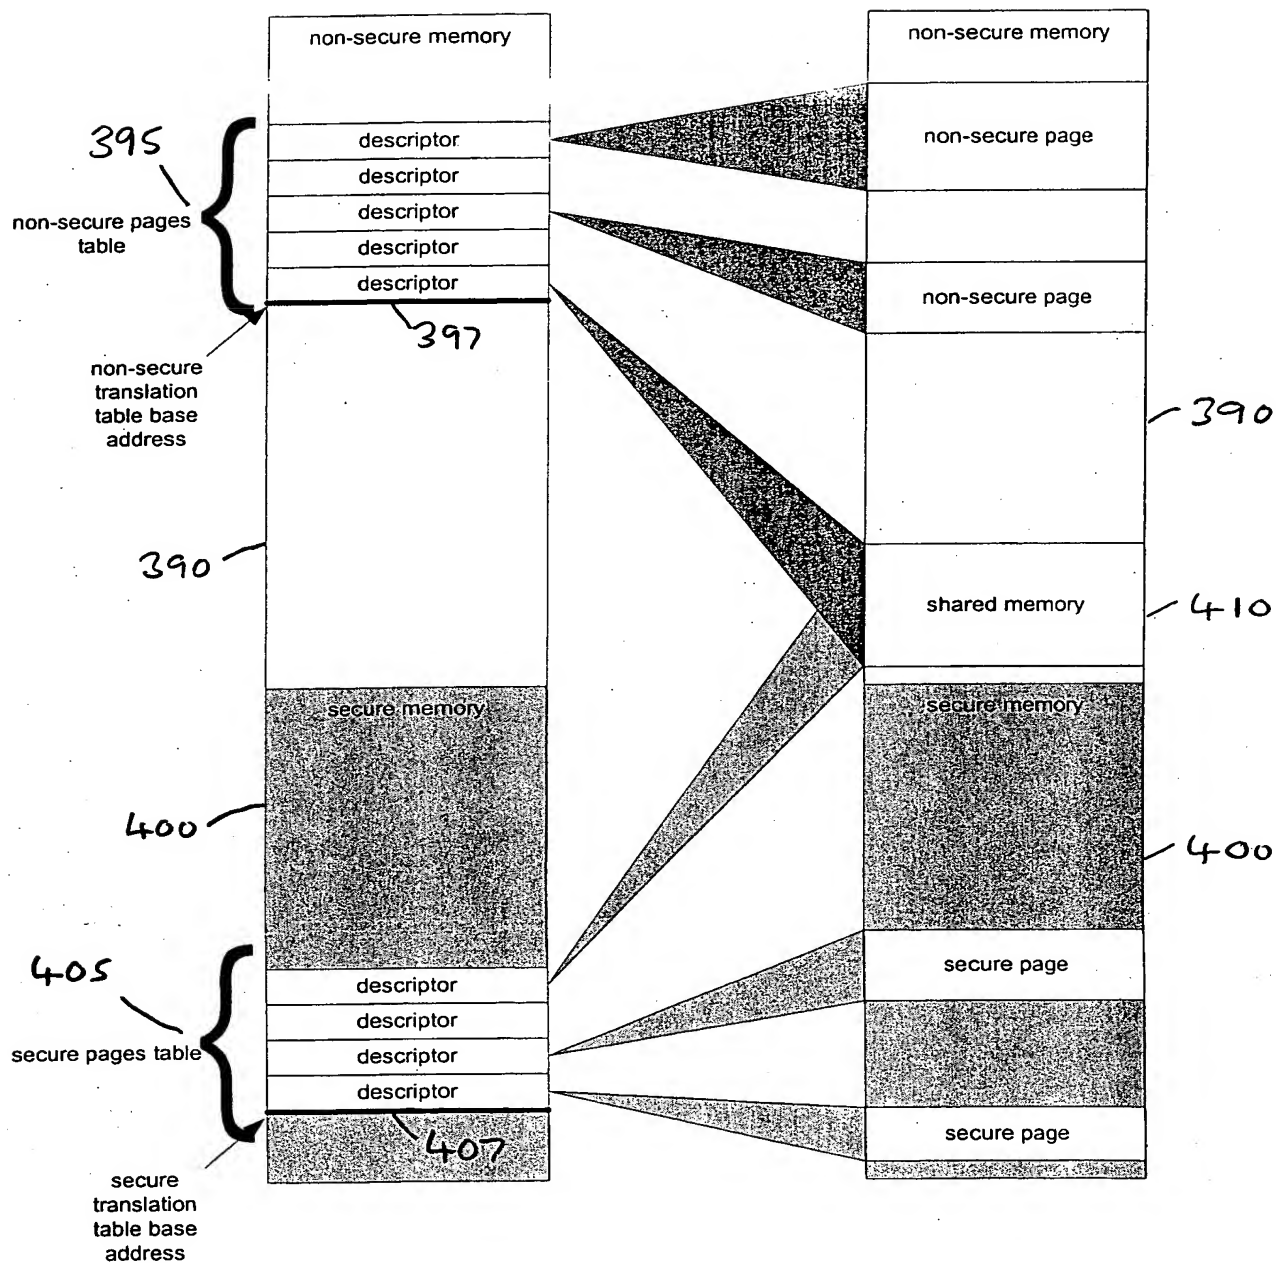 non-secure memory
non-secure memory
395
descriptor
non-secure page
descriptor
descriptor
non-secure pages
table
descriptor
descriptor
non-secure page
397
non-secure
translation
table base
address
390
390
shared memory
410
secure memory
secure memory
400
400
405
descriptor
secure page
descriptor
secure pages table
descriptor
descriptor
secure page
407
secure
translation
table base
address